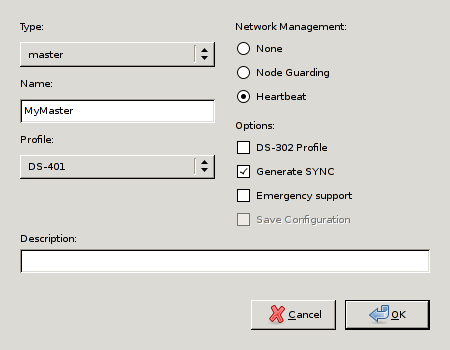 Type:
master
Name:
MyMaster
Profile:
DS-401
Network Management:
None
Node Guarding
Heartbeat
Options:
DS-302 Profile
Generate SYNC
Emergency support
Save Configuration
Description:
Cancel
OK